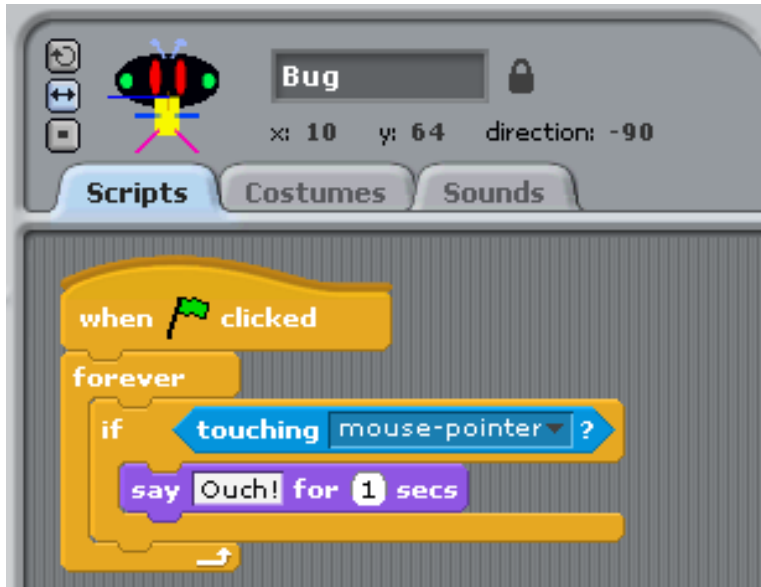 Bug
x: 10 y: 64 direction: -90
Scripts Costumes Sounds
when clicked
forever
if touching mouse-pointer ?
say Ouch! for 1 secs